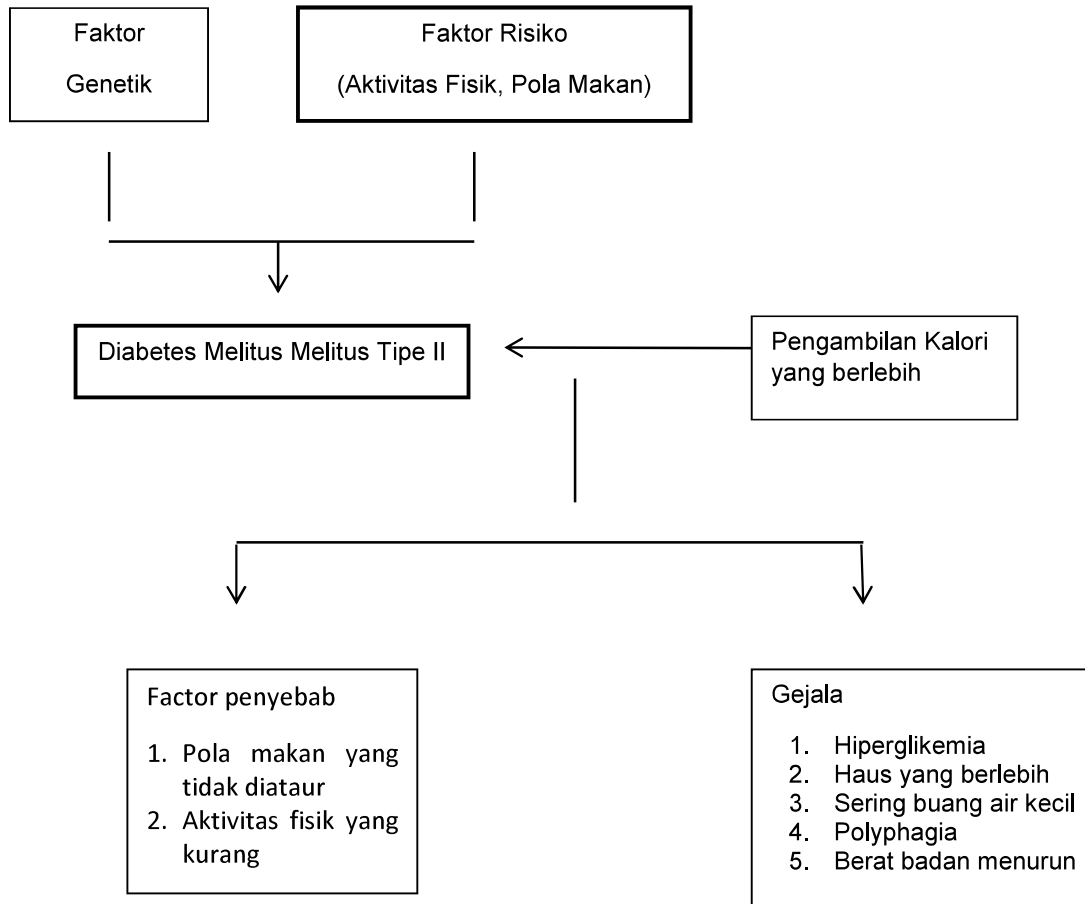 Faktor
Genetik
Faktor Risiko
(Aktivitas Fisik, Pola Makan)
Diabetes Melitus Melitus Tipe II
Pengambilan Kalori
yang berlebih
Factor penyebab
1. Pola makan yang
tidak diataur
2. Aktivitas fisik yang
kurang
Gejala
1. Hiperglikemia
2. Haus yang berlebih
3. Sering buang air kecil
4. Polyphagia
5. Berat badan menurun